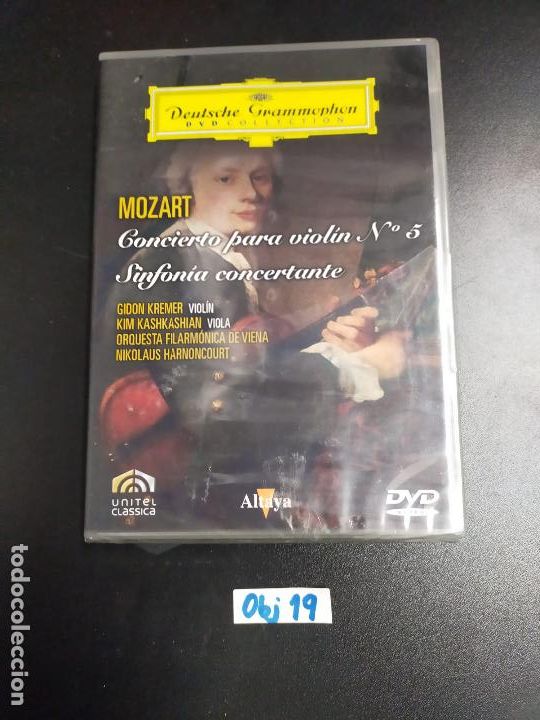 Deutsche Grammophon
DVD COLLECTION
MOZART
Concierto para violín Nº 5
Sinfonía concertante
GIDON KREMER VIOLÍN
KIM KASHKASHIAN VIOLA
ORQUESTA FILARMÓNICA DE VIENA
NIKOLAUS HARNONCOURT
UNITEL
CLASSICA
Altaya
DVD
Obj 19
todocoleccion